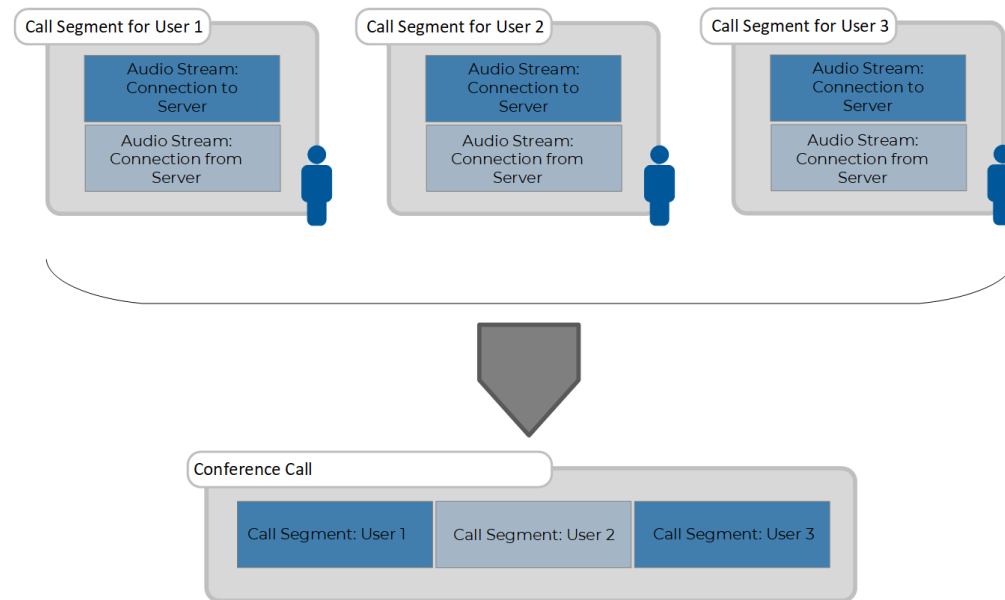 Call Segment for User 1
Call Segment for User 2
Call Segment for User 3
Audio Stream:
Connection to
Server
Audio Stream:
Connection from
Server
Audio Stream:
Connection to
Server
Audio Stream:
Connection from
Server
Audio Stream:
Connection to
Server
Audio Stream:
Connection from
Server
Conference Call
Call Segment: User 1
Call Segment: User 2
Call Segment: User 3